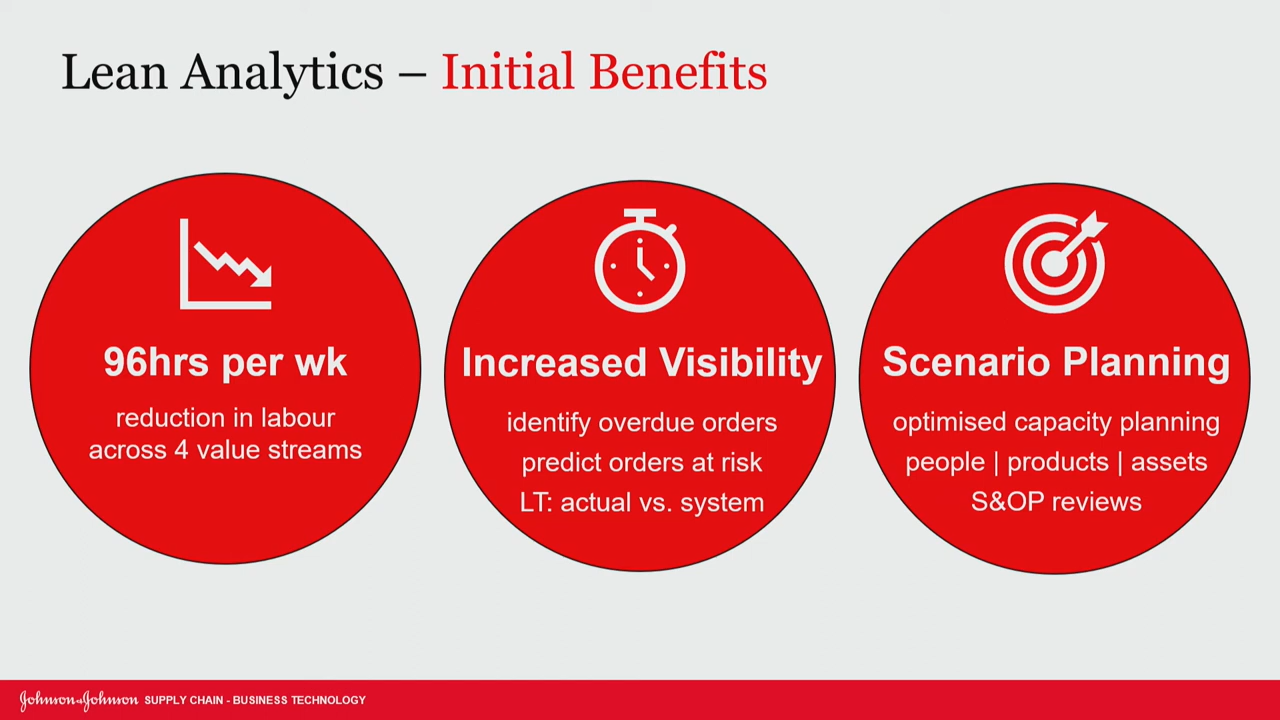 Lean Analytics – Initial Benefits
96hrs per wk
reduction in labour
across 4 value streams
Increased Visibility
identify overdue orders
predict orders at risk
LT: actual vs. system
Scenario Planning
optimised capacity planning
people | products | assets
S&OP reviews
Johnson & Johnson SUPPLY CHAIN - BUSINESS TECHNOLOGY